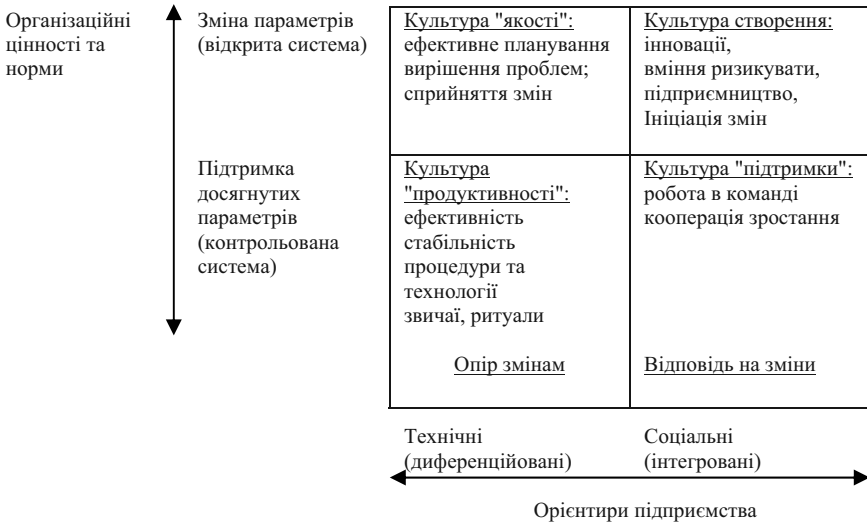 Організаційні
цінності та
норми
Зміна параметрів
(відкрита система)
Культура "якості":
ефективне планування
вирішення проблем;
сприйняття змін
Культура створення:
інновації,
вміння ризикувати,
підприємництво,
Ініціація змін
Підтримка
досягнутих
параметрів
(контрольована
система)
Культура
"продуктивності":
ефективність
стабільність
процедури та
технології
звичаї, ритуали
Опір змінам
Культура "підтримки":
робота в команді
кооперація зростання
Відповідь на зміни
Технічні
(диференційовані)
Соціальні
(інтегровані)
Орієнтири підприємства